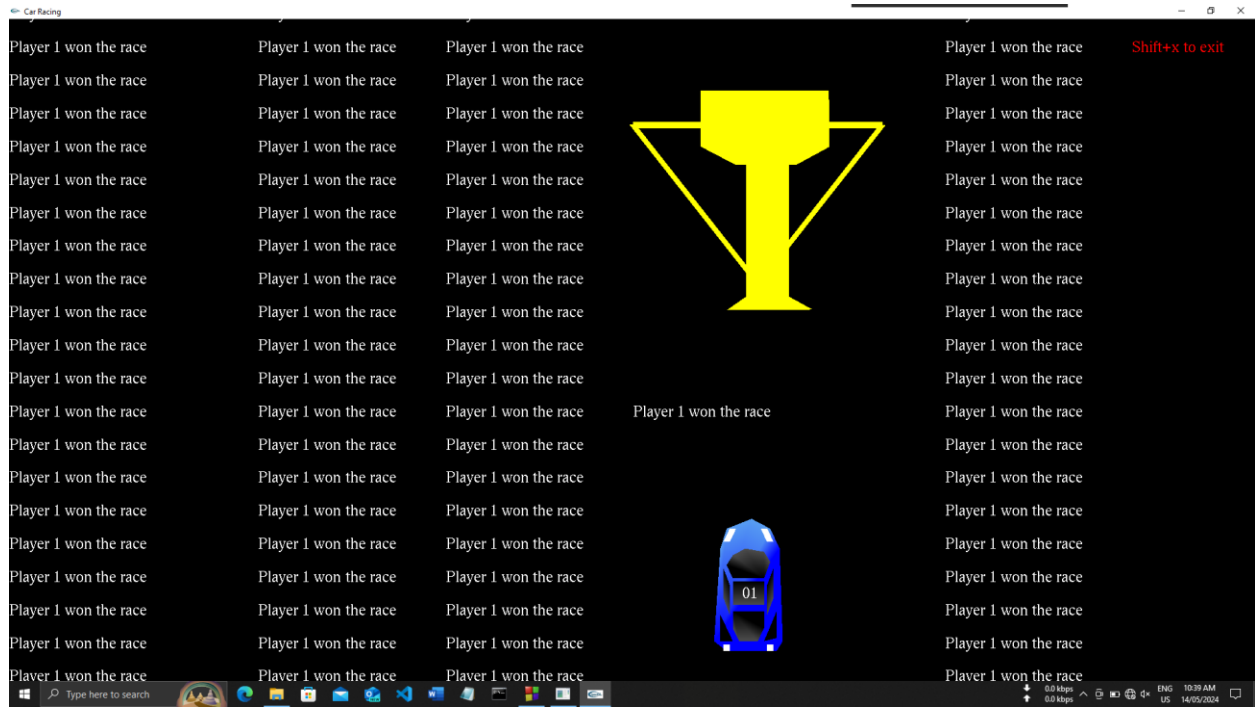 Car Racing
Player 1 won the race Player 1 won the race Player 1 won the race Player 1 won the race Shift+x to exit
Player 1 won the race Player 1 won the race Player 1 won the race Player 1 won the race
Player 1 won the race Player 1 won the race Player 1 won the race Player 1 won the race
Player 1 won the race Player 1 won the race Player 1 won the race Player 1 won the race
Player 1 won the race Player 1 won the race Player 1 won the race Player 1 won the race
Player 1 won the race Player 1 won the race Player 1 won the race Player 1 won the race
Player 1 won the race Player 1 won the race Player 1 won the race Player 1 won the race
Player 1 won the race Player 1 won the race Player 1 won the race Player 1 won the race
Player 1 won the race Player 1 won the race Player 1 won the race Player 1 won the race
Player 1 won the race Player 1 won the race Player 1 won the race Player 1 won the race
Player 1 won the race Player 1 won the race Player 1 won the race Player 1 won the race
Player 1 won the race Player 1 won the race Player 1 won the race Player 1 won the race Player 1 won the race
Player 1 won the race Player 1 won the race Player 1 won the race Player 1 won the race
Player 1 won the race Player 1 won the race Player 1 won the race Player 1 won the race
Player 1 won the race Player 1 won the race Player 1 won the race Player 1 won the race
Player 1 won the race Player 1 won the race Player 1 won the race Player 1 won the race
Player 1 won the race Player 1 won the race Player 1 won the race Player 1 won the race
01
Player 1 won the race Player 1 won the race Player 1 won the race Player 1 won the race
Player 1 won the race Player 1 won the race Player 1 won the race Player 1 won the race
Player 1 won the race Player 1 won the race Player 1 won the race Player 1 won the race
Type here to search
0.0 kbps
0.0 kbps
ENG
US
10:39 AM
14/05/2024